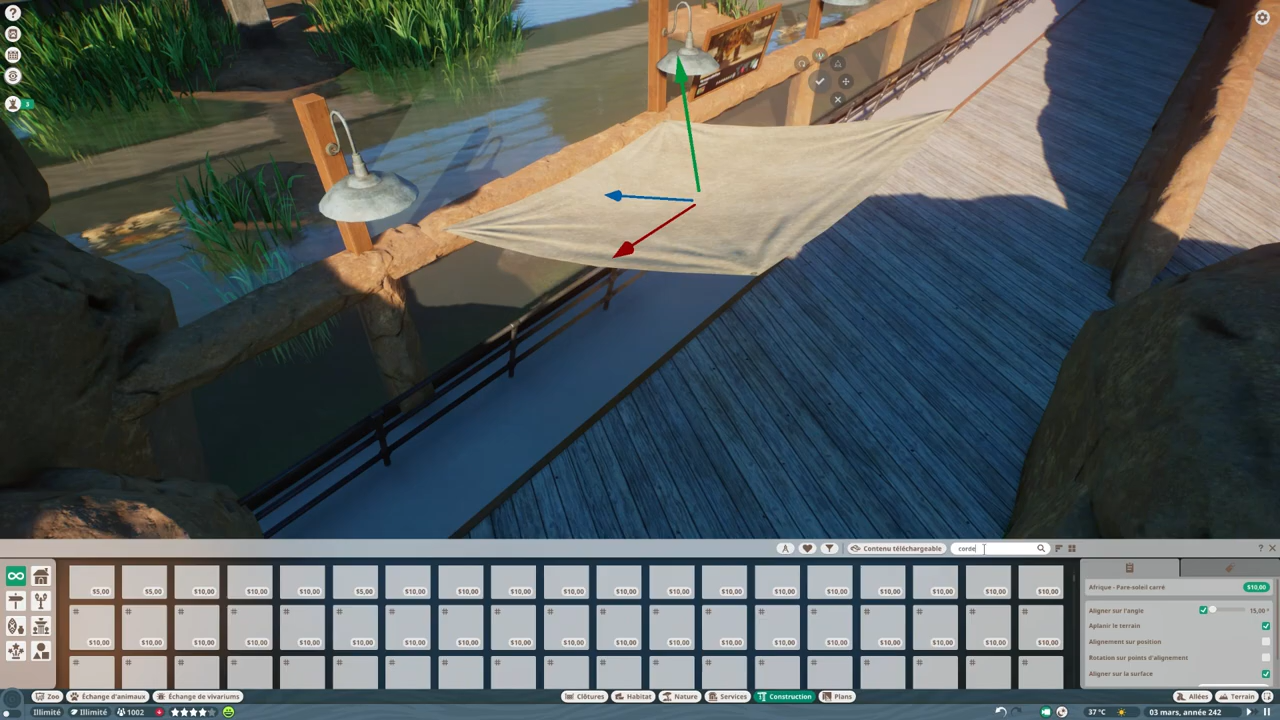 ?
3
Contenu téléchargeable
corde
? ×
$5,00 $5,00 $10,00 $10,00 $10,00 $5,00 $10,00 $10,00 $10,00 $10,00 $10,00 $10,00 $10,00 $10,00 $10,00 $10,00 $10,00 $10,00 $10,00
$10,00 $10,00 $10,00 $10,00 $10,00 $10,00 $10,00 $10,00 $10,00 $10,00 $10,00 $10,00 $10,00 $10,00 $10,00 $10,00 $10,00 $10,00 $10,00
Afrique - Pare-soleil carré $10,00
Aligner sur l'angle 15,00°
Aplanir le terrain
Alignement sur position
Rotation sur points d'alignement
Aligner sur la surface
Zoo Échange d'animaux Échange de vivariums Clôtures Habitat Nature Services Construction Plans Allées Terrain
Illimité Illimité 1002 37 °C 03 mars, année 242